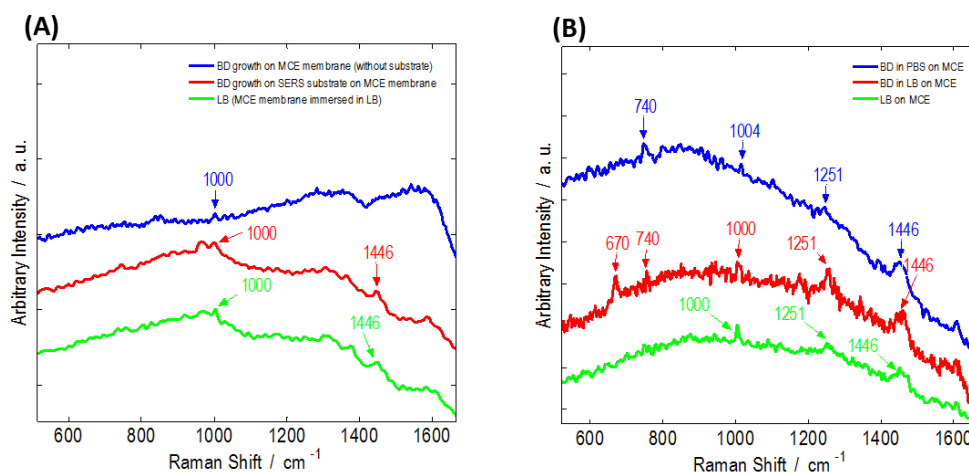 (A)
BD growth on MCE membrane (without substrate)
BD growth on SERS substrate on MCE membrane
LB (MCE membrane immersed in LB)
1000
1000
1446
1000
1446
Arbitrary Intensity / a. u.
600 800 1000 1200 1400 1600
Raman Shift / cm⁻¹
(B)
BD in PBS on MCE
BD in LB on MCE
LB on MCE
740
1004
1251
1446
670
740
1000
1251
1446
1000
1251
1446
Arbitrary Intensity / a. u.
600 800 1000 1200 1400 1600
Raman Shift / cm⁻¹